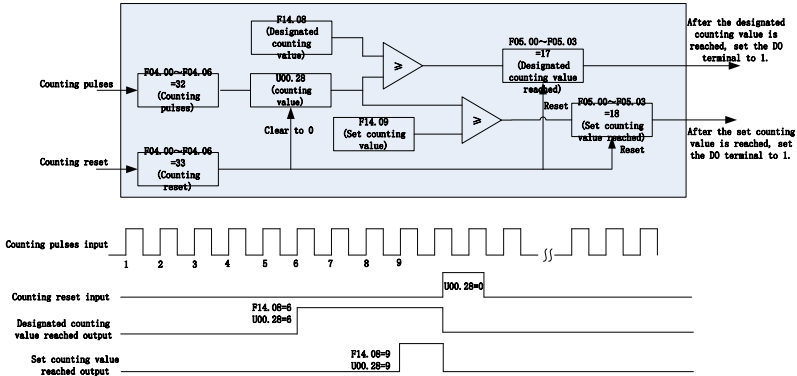 F14.08
(Designated
counting
value)
F05.00～F05.03
=17
(Designated
counting value
reached)
After the designated
counting value is
reached, set the DO
terminal to 1.
Counting pulses
F04.00～F04.06
=32
(Counting
pulses)
U00.28
(counting
value)
≥
Clear to 0
F14.09
(Set counting
value)
≥
Reset
F05.00～F05.03
=18
(Set counting
value reached)
Reset
After the set counting
value is reached, set
the DO terminal to 1.
Counting reset
F04.00～F04.06
=33
(Counting
reset)
Counting pulses input
1 2 3 4 5 6 7 8 9
Counting reset input
U00.28=0
Designated counting
value reached output
F14.08=6
U00.28=6
Set counting value
reached output
F14.08=9
U00.28=9